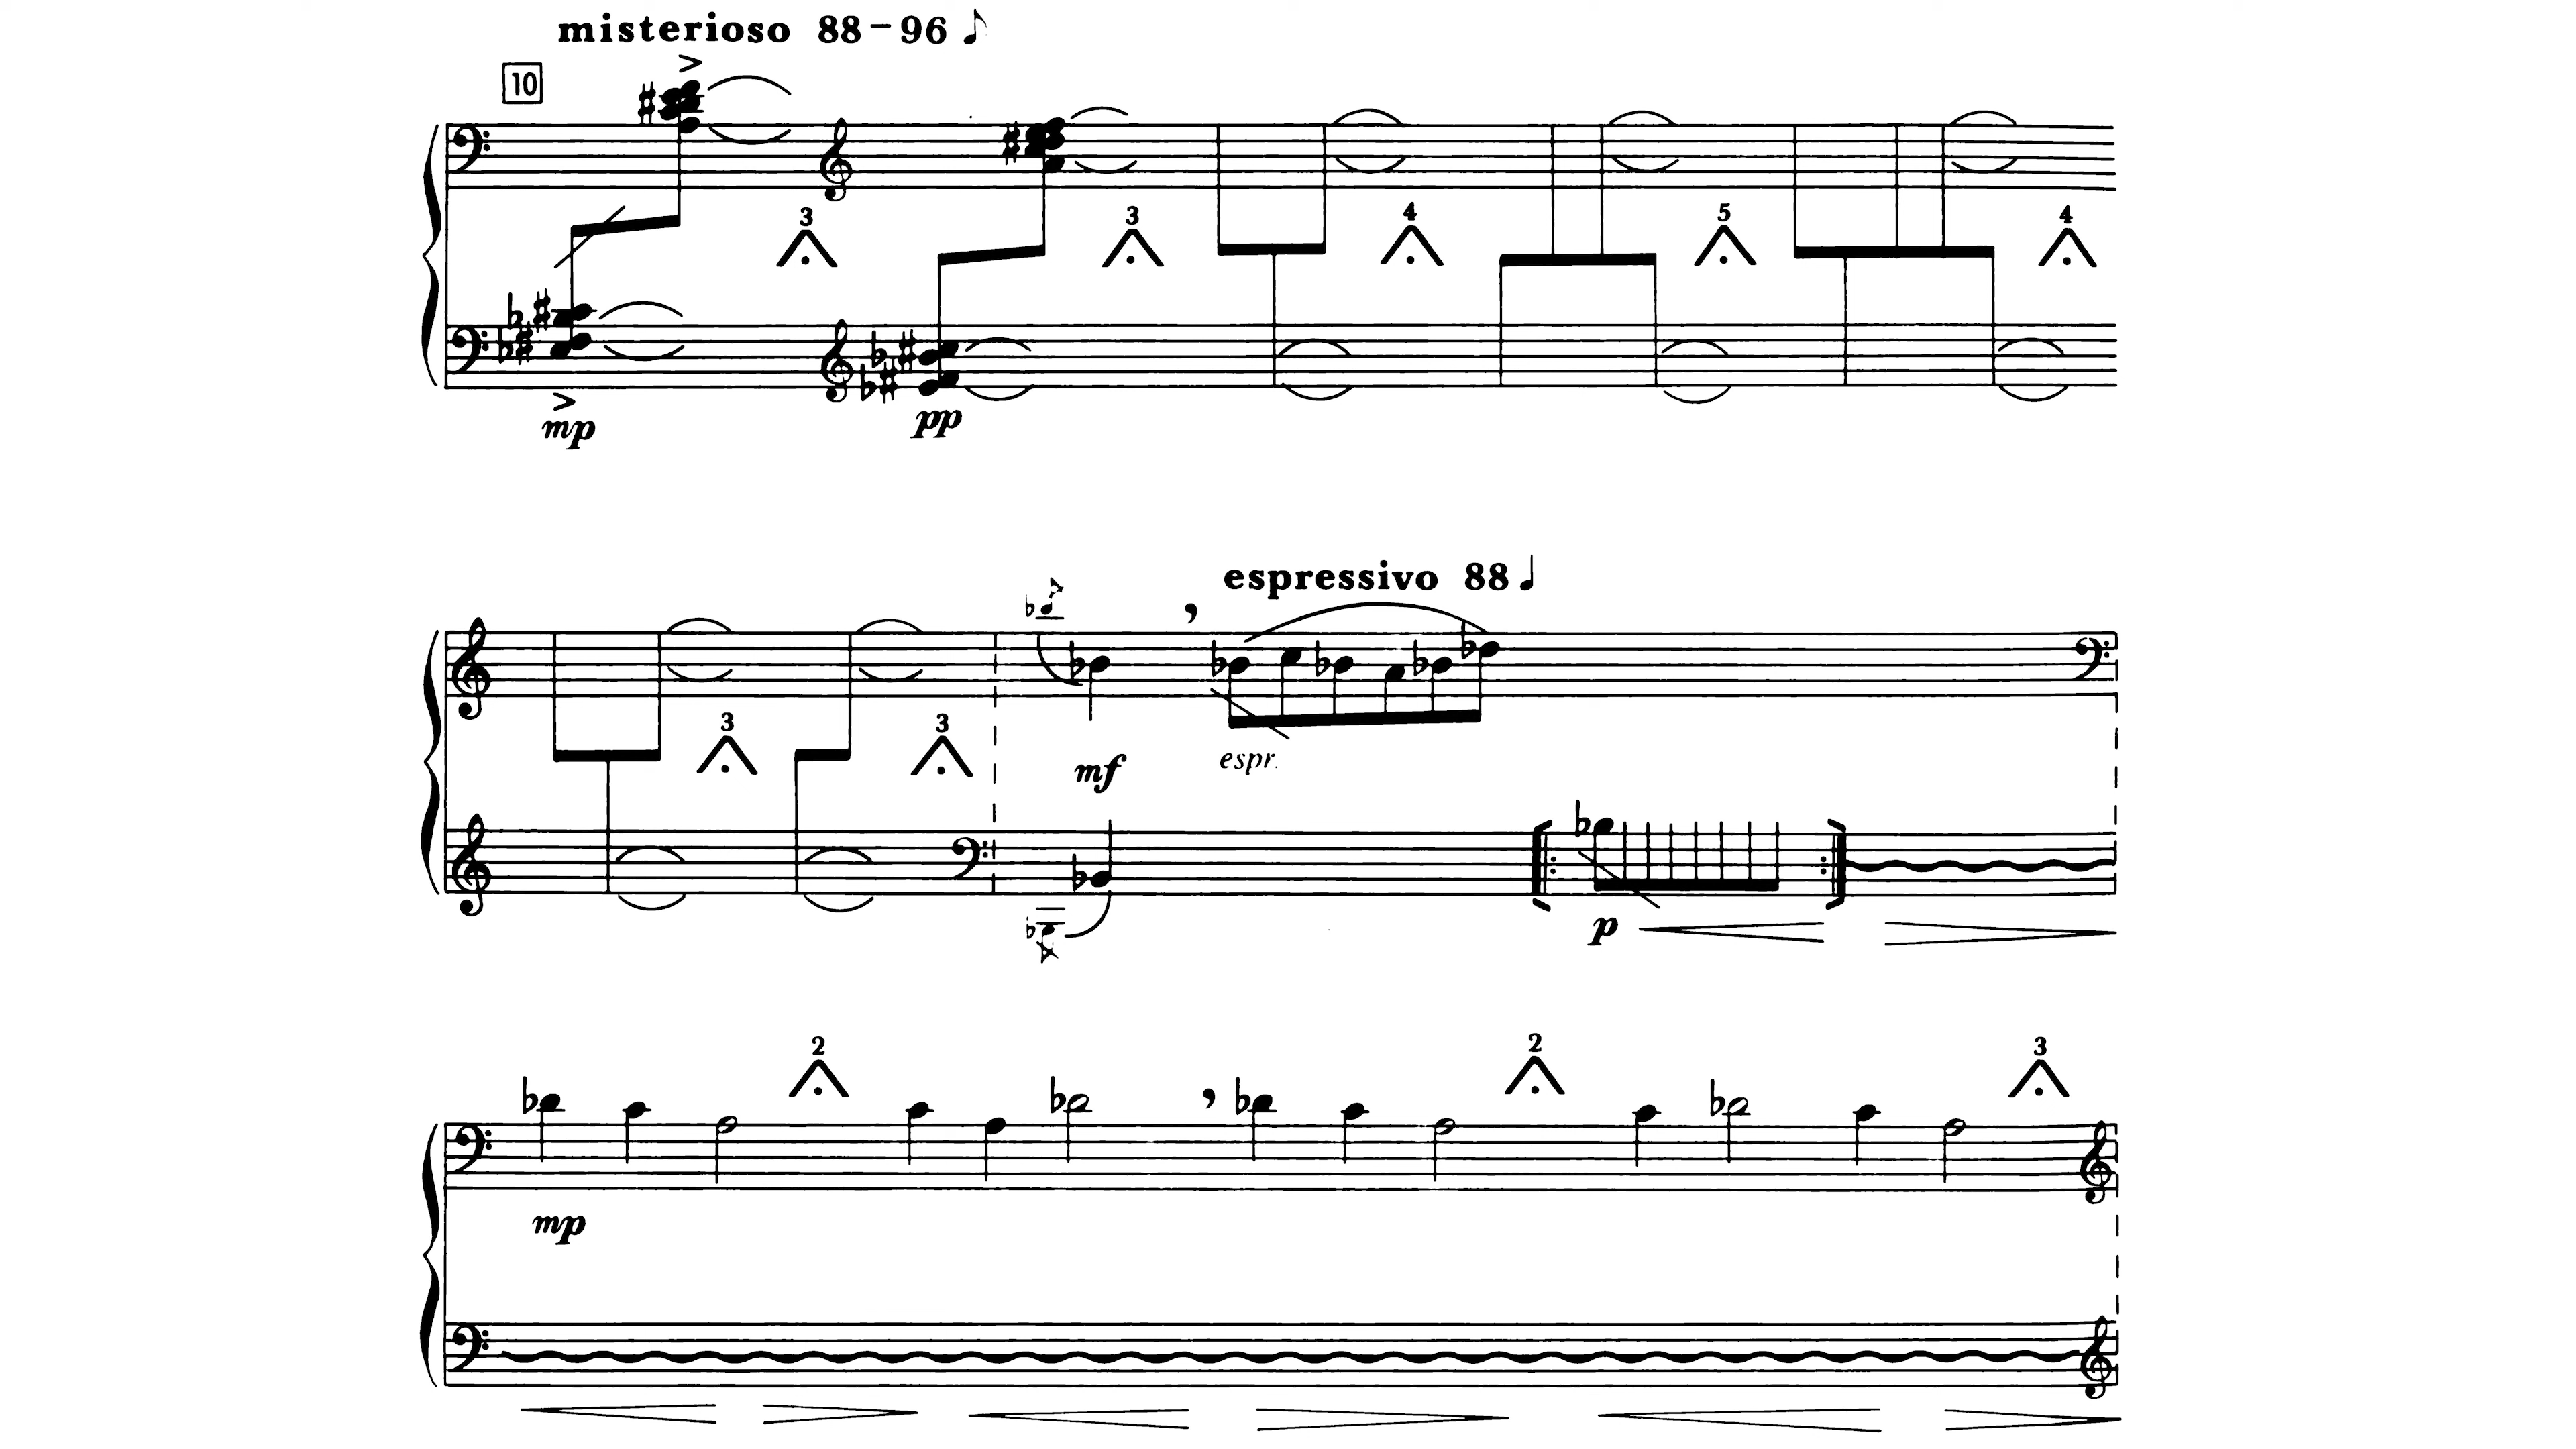 misterioso 88–96 ♪
10
3 3 4 5 4
mp pp
espressivo 88 ♩
3 3
mf espr.
p
2 2 3
mp